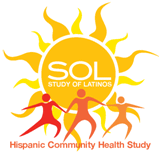 SOL
STUDY OF LATINOS
Hispanic Community Health Study